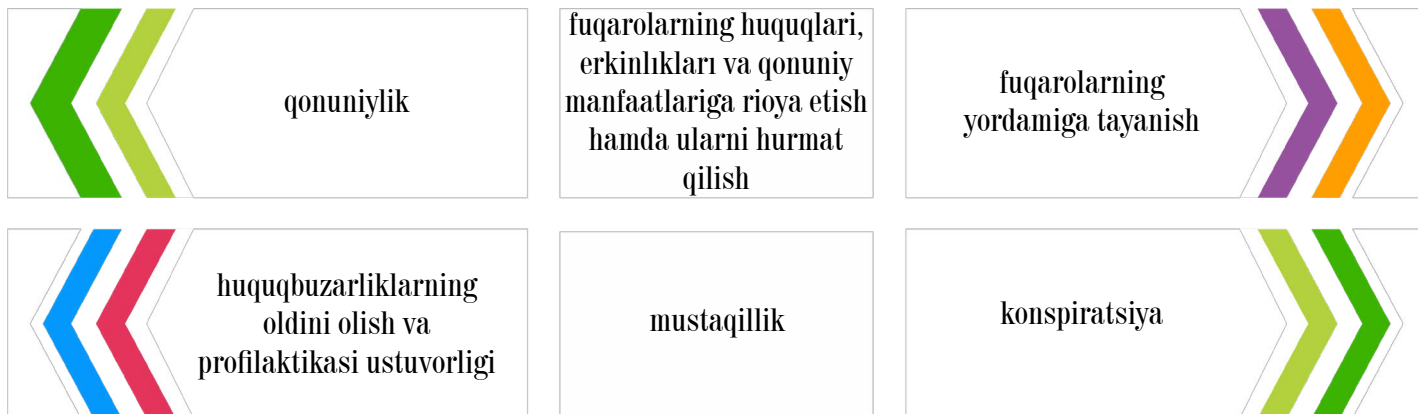 qonuniylik
fuqarolarning huquqlari,
erkinlıkları va qonuniy
manfaatlariga rioya etish
hamda ularni hurmat
qilish
fuqarolarning
yordamiga tayanish
huquqbuzarliklarning
oldini olish va
profilaktikasi ustuvorligi
mustaqillik
konspiratsiya